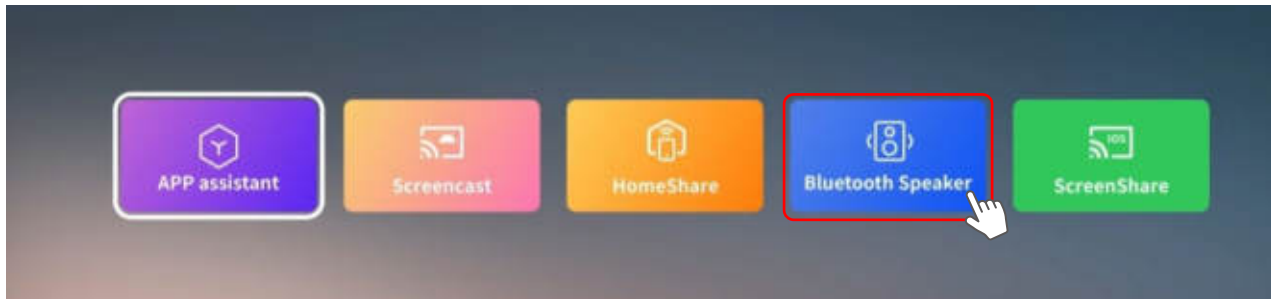 APP assistant
Screencast
HomeShare
Bluetooth Speaker
iOS
ScreenShare